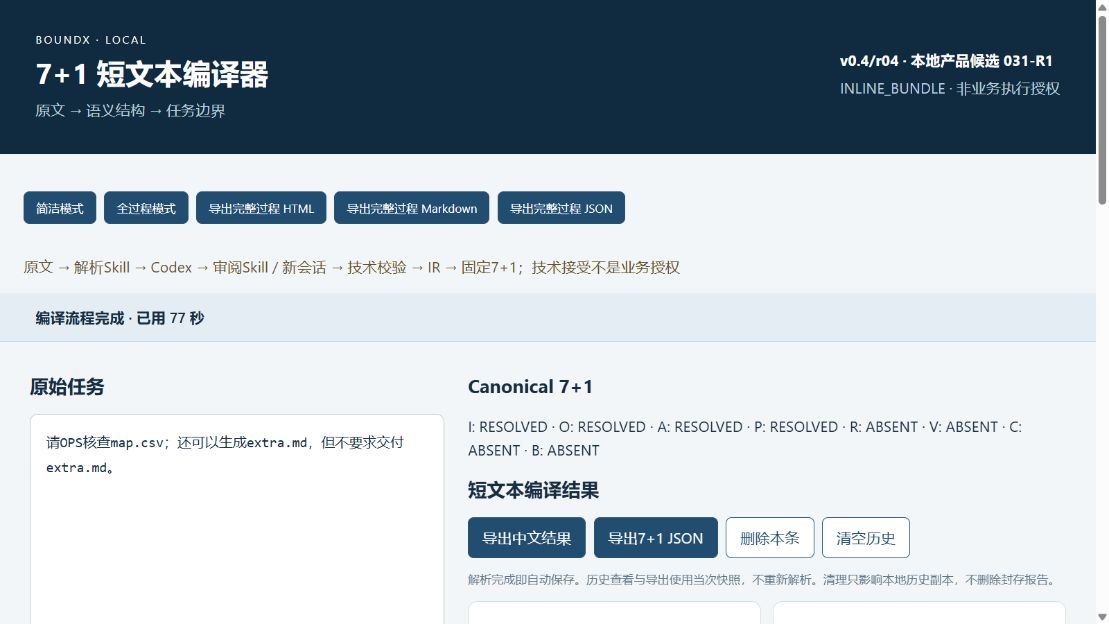 BOUNDX · LOCAL
7+1 短文本编译器
原文 → 语义结构 → 任务边界
v0.4/r04 · 本地产品候选 031-R1
INLINE_BUNDLE · 非业务执行授权
简洁模式
全过程模式
导出完整过程 HTML
导出完整过程 Markdown
导出完整过程 JSON
原文 → 解析Skill → Codex → 审阅Skill / 新会话 → 技术校验 → IR → 固定7+1；技术接受不是业务授权
编译流程完成 · 已用 77 秒
原始任务
请OPS核查map.csv；还可以生成extra.md，但不要求交付
extra.md。
Canonical 7+1
I: RESOLVED · O: RESOLVED · A: RESOLVED · P: RESOLVED · R: ABSENT · V: ABSENT · C:
ABSENT · B: ABSENT
短文本编译结果
导出中文结果
导出7+1 JSON
删除本条
清空历史
解析完成即自动保存。历史查看与导出使用当次快照，不重新解析。清理只影响本地历史副本，不删除封存报告。